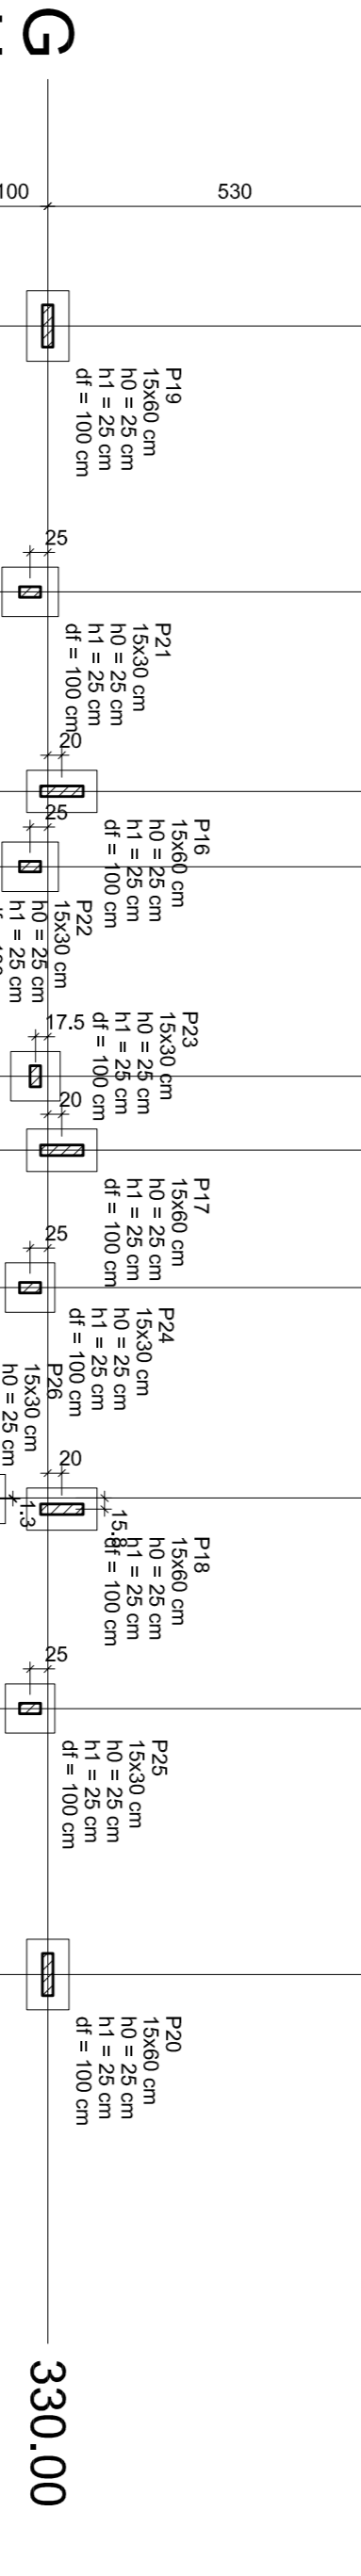 G
100
530
P19
15x60 cm
h0 = 25 cm
h1 = 25 cm
df = 100 cm
25
P21
15x30 cm
h0 = 25 cm
h1 = 25 cm
df = 100 cm
20
P16
15x60 cm
h0 = 25 cm
h1 = 25 cm
df = 100 cm
25
P22
15x30 cm
h0 = 25 cm
h1 = 25 cm
17.5
P23
15x30 cm
h0 = 25 cm
h1 = 25 cm
df = 100 cm
20
P17
15x60 cm
h0 = 25 cm
h1 = 25 cm
df = 100 cm
25
P24
15x30 cm
h0 = 25 cm
h1 = 25 cm
df = 100 cm
P26
15x30 cm
h0 = 25 cm
20
1.3
15.8
P18
15x60 cm
h0 = 25 cm
h1 = 25 cm
df = 100 cm
25
P25
15x30 cm
h0 = 25 cm
h1 = 25 cm
df = 100 cm
P20
15x60 cm
h0 = 25 cm
h1 = 25 cm
df = 100 cm
330.00